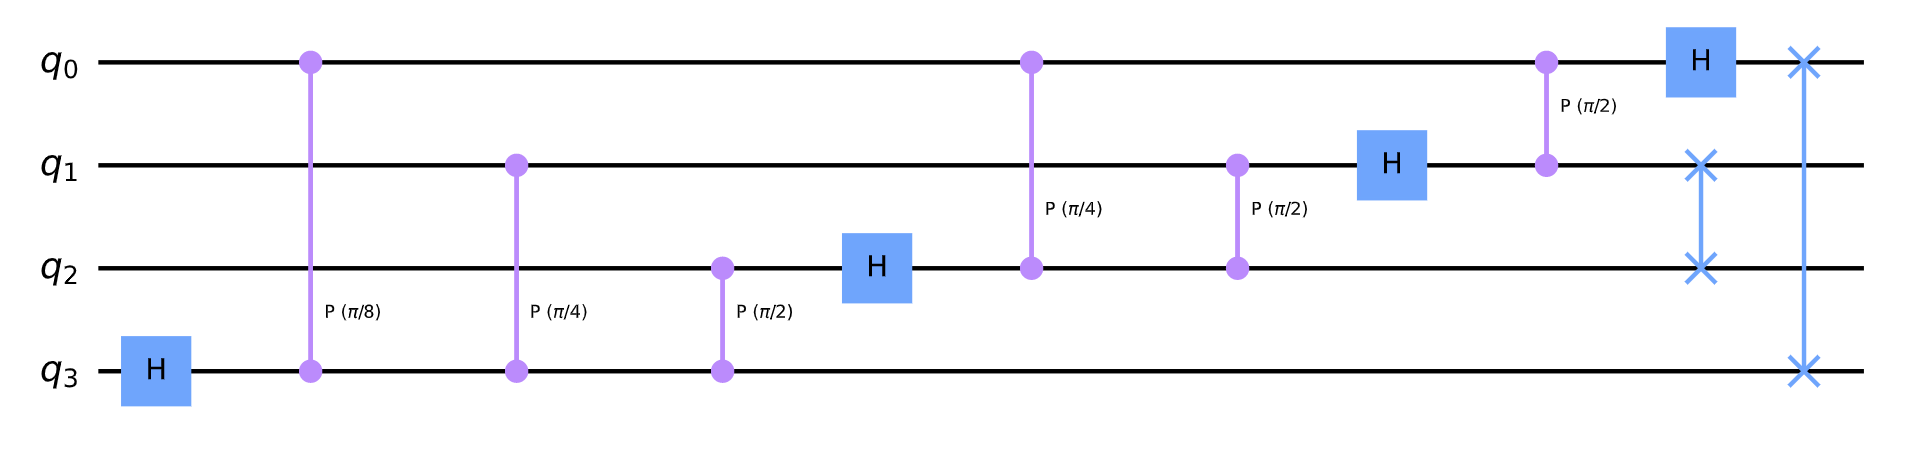 q0 H
P (π/2)
q1 H
P (π/4) P (π/2)
q2 H
P (π/8) P (π/4) P (π/2)
q3 H